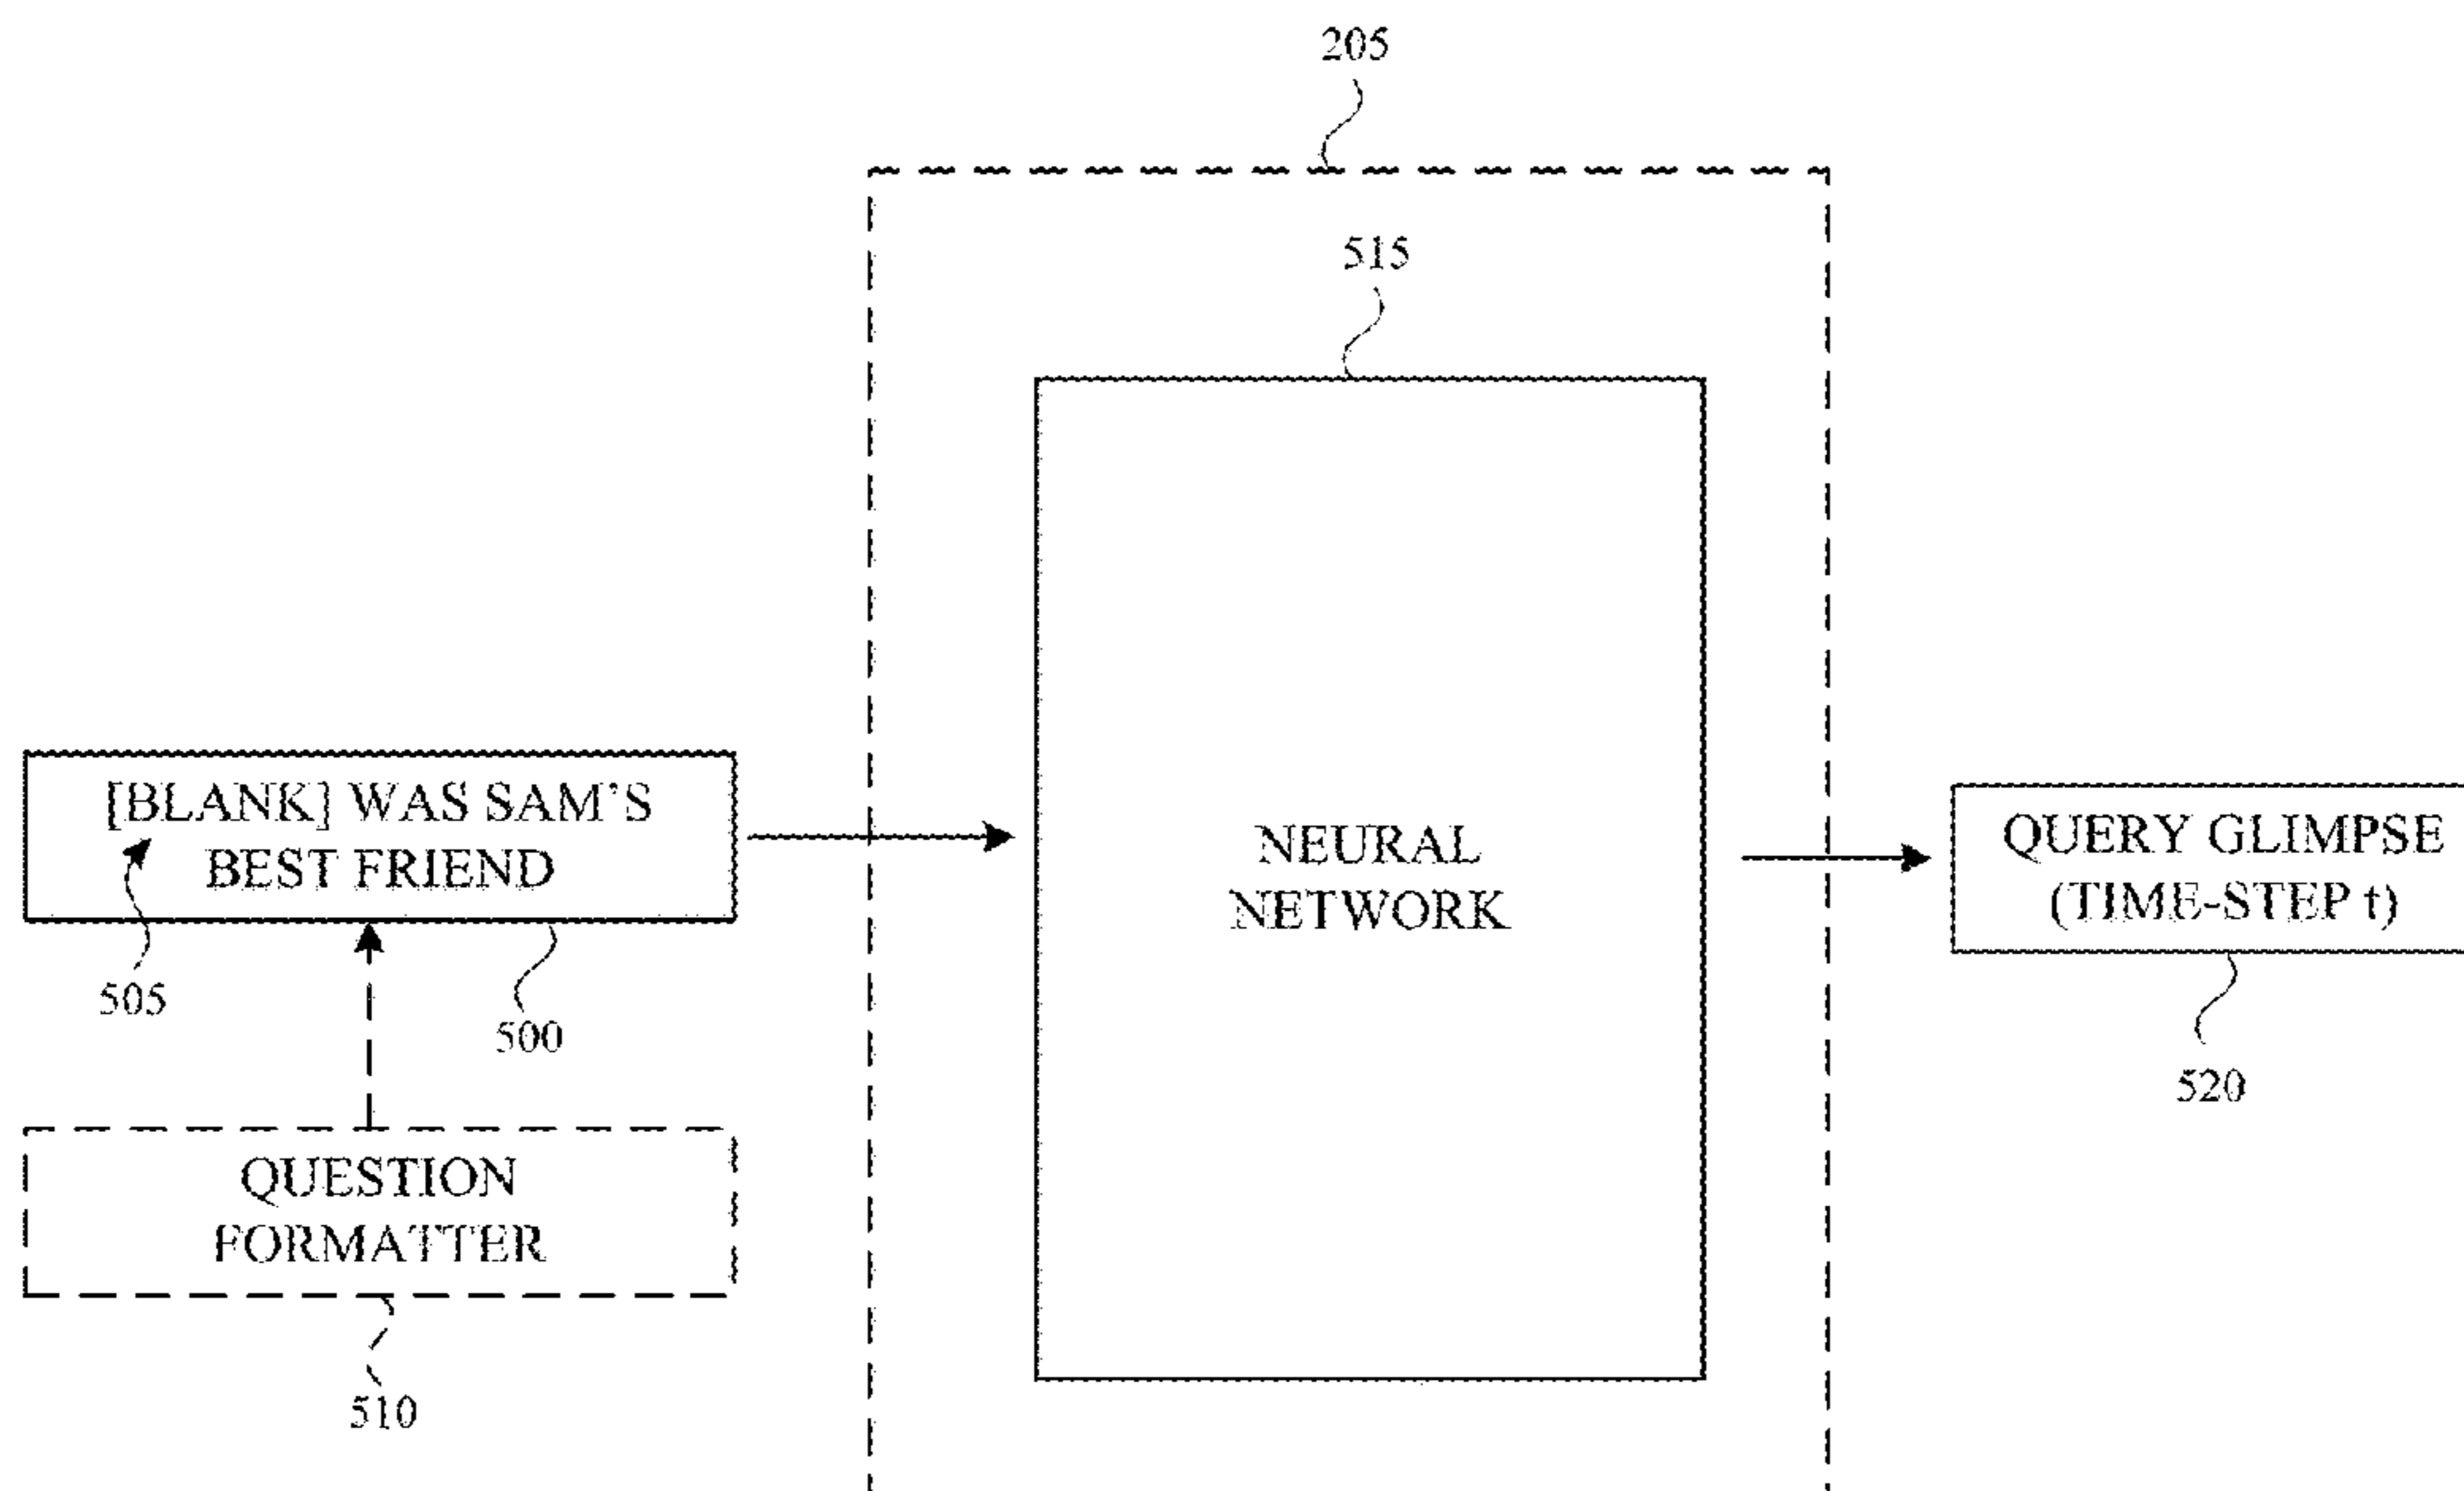 205
515
[BLANK] WAS SAM'S
BEST FRIEND
505
500
QUESTION
FORMATTER
510
NEURAL
NETWORK
QUERY GLIMPSE
(TIME-STEP t)
520